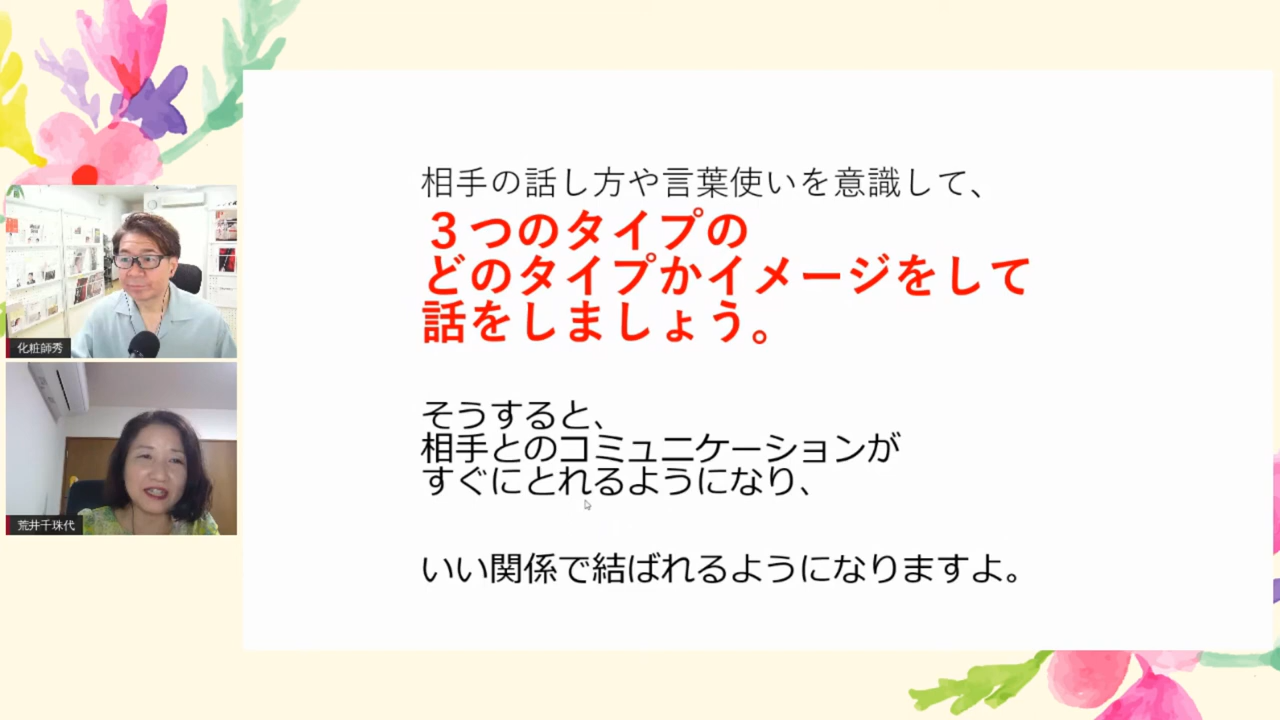 相手の話し方や言葉使いを意識して、
３つのタイプの
どのタイプかイメージをして
話をしましょう。
そうすると、
相手とのコミュニケーションが
すぐにとれるようになり、
いい関係で結ばれるようになりますよ。
化粧師秀
荒井千珠代